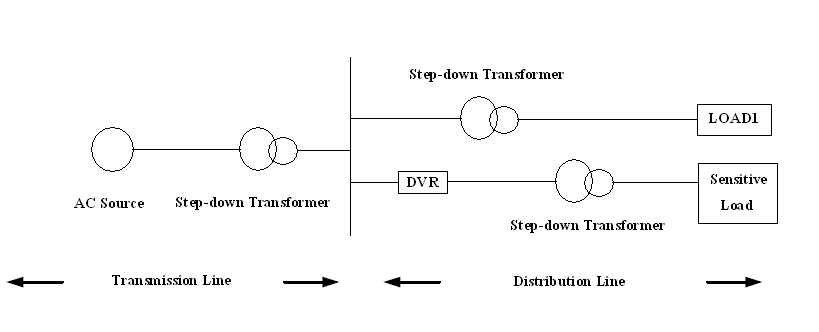 Step-down Transformer
LOAD1
DVR
Sensitive
Load
AC Source
Step-down Transformer
Step-down Transformer
Transmission Line
Distribution Line